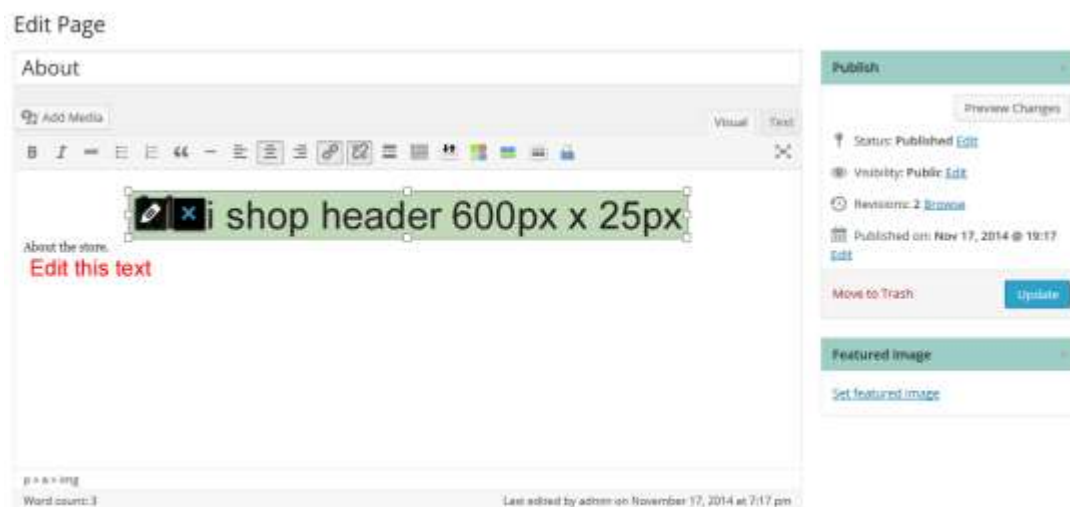 Edit Page
About
Publish
Add Media
Visual
Text
Preview Changes
B I
Status: Published Edit
Visibility: Public Edit
i shop header 600px x 25px
Revisions: 2 Browse
About the store.
Published on: Nov 17, 2014 @ 19:17
Edit
Edit this text
Move to Trash
Update
Featured Image
Set featured image
p » a » img
Word count: 3
Last edited by admin on November 17, 2014 at 7:17 pm